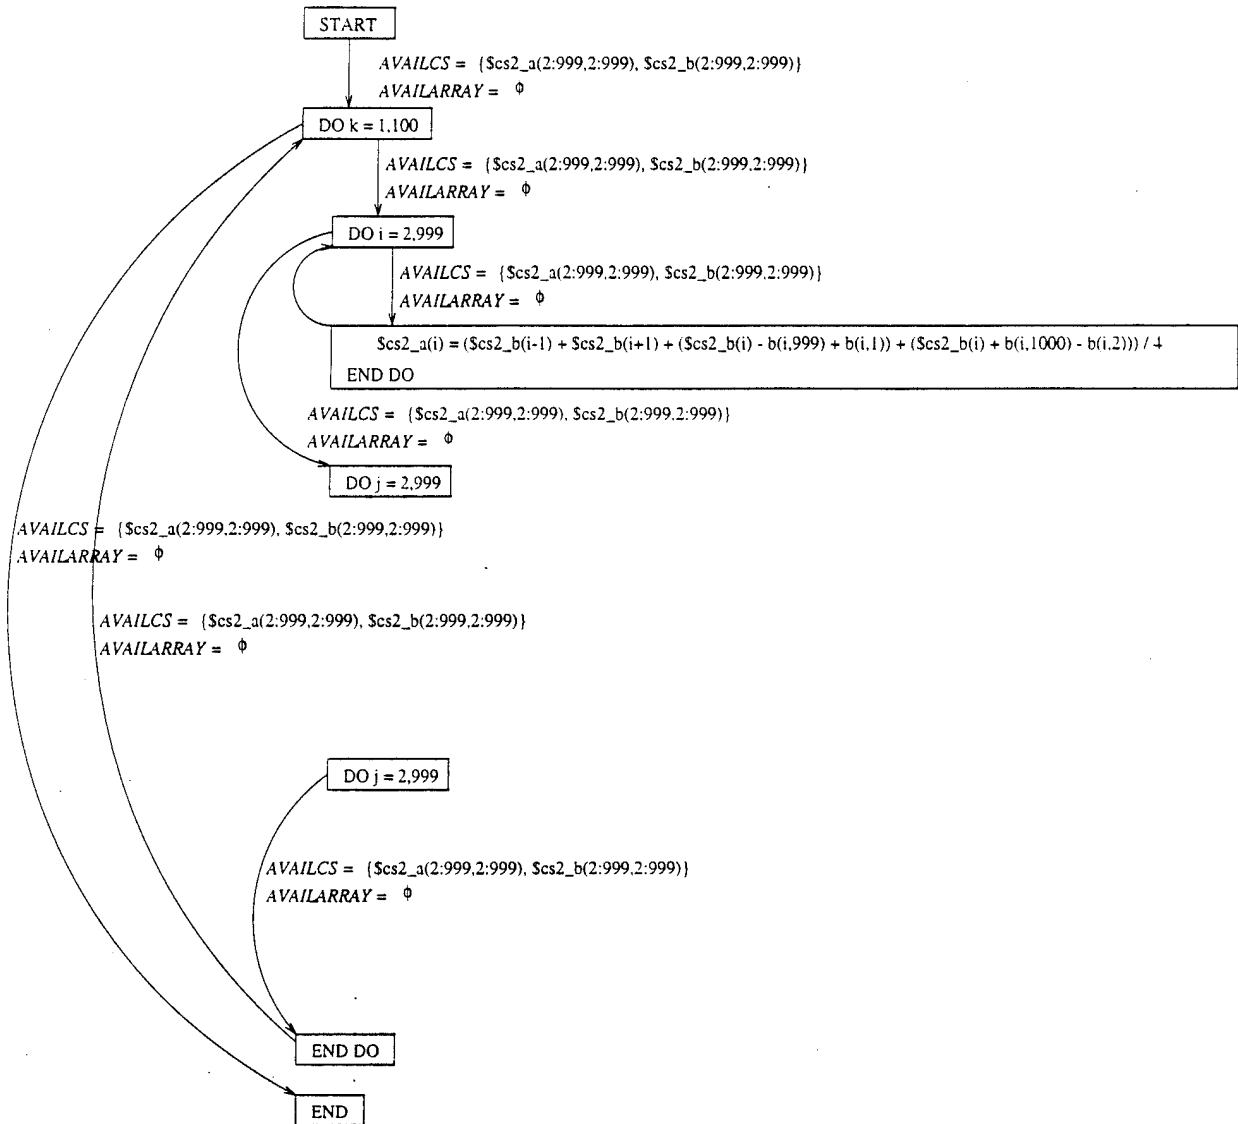 START
AVAILCS = {$cs2_a(2:999,2:999), $cs2_b(2:999,2:999)}
AVAILARRAY = ϕ
DO k = 1,100
AVAILCS = {$cs2_a(2:999,2:999), $cs2_b(2:999,2:999)}
AVAILARRAY = ϕ
DO i = 2,999
AVAILCS = {$cs2_a(2:999,2:999), $cs2_b(2:999,2:999)}
AVAILARRAY = ϕ
$cs2_a(i) = ($cs2_b(i-1) + $cs2_b(i+1) + ($cs2_b(i) - b(i,999) + b(i,1)) + ($cs2_b(i) + b(i,1000) - b(i,2))) / 4
END DO
AVAILCS = {$cs2_a(2:999,2:999), $cs2_b(2:999,2:999)}
AVAILARRAY = ϕ
DO j = 2,999
AVAILCS = {$cs2_a(2:999,2:999), $cs2_b(2:999,2:999)}
AVAILARRAY = ϕ
AVAILCS = {$cs2_a(2:999,2:999), $cs2_b(2:999,2:999)}
AVAILARRAY = ϕ
DO j = 2,999
AVAILCS = {$cs2_a(2:999,2:999), $cs2_b(2:999,2:999)}
AVAILARRAY = ϕ
END DO
END